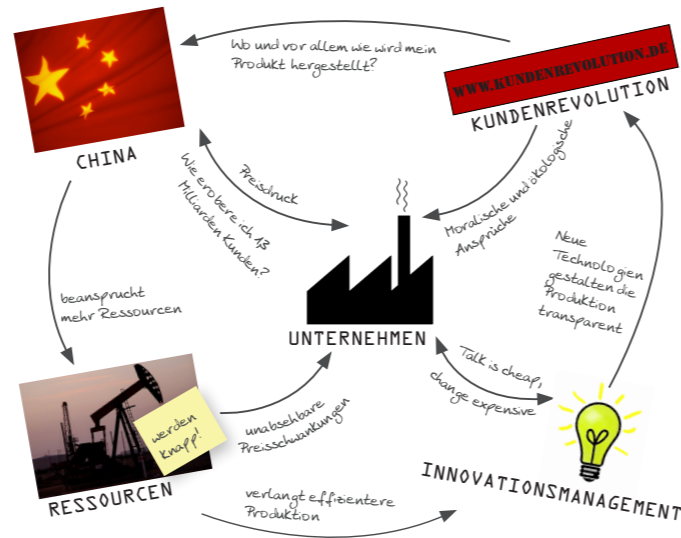 Wo und vor allem wie wird mein
Produkt hergestellt?
WWW.KUNDENREVOLUTION.DE
KUNDENREVOLUTION
CHINA
Preisdruck
Wie erobere ich 1,3
Milliarden Kunden?
Moralische und ökologische
Ansprüche
Neue
Technologien
gestalten die
Produktion
transparent
beansprucht
mehr Ressourcen
UNTERNEHMEN
Talk is cheap,
change expensive
werden
knapp!
unabsehbare
Preisschwankungen
RESSOURCEN
verlangt effizientere
Produktion
INNOVATIONSMANAGEMENT